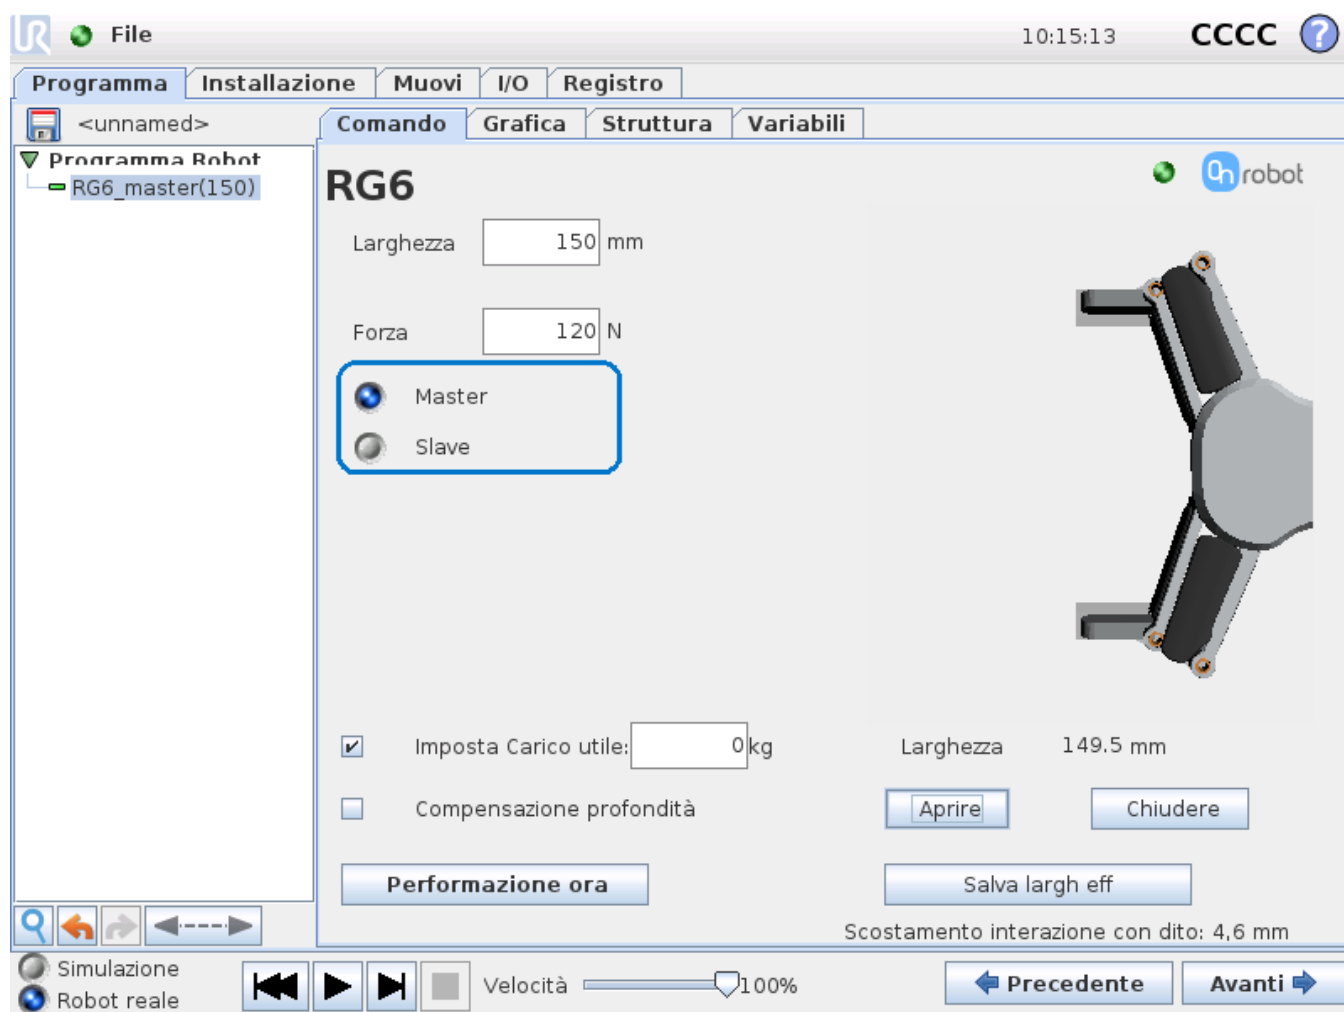 UR File 10:15:13 CCCC ?
Programma Installazione Muovi I/O Registro
<unnamed> Comando Grafica Struttura Variabili
Programma Robot
RG6_master(150)
RG6 On robot
Larghezza 150 mm
Forza 120 N
Master
Slave
Imposta Carico utile: 0 kg Larghezza 149.5 mm
Compensazione profondità Aprire Chiudere
Performazione ora Salva largh eff
Scostamento interazione con dito: 4,6 mm
Simulazione
Robot reale
Velocità 100% Precedente Avanti